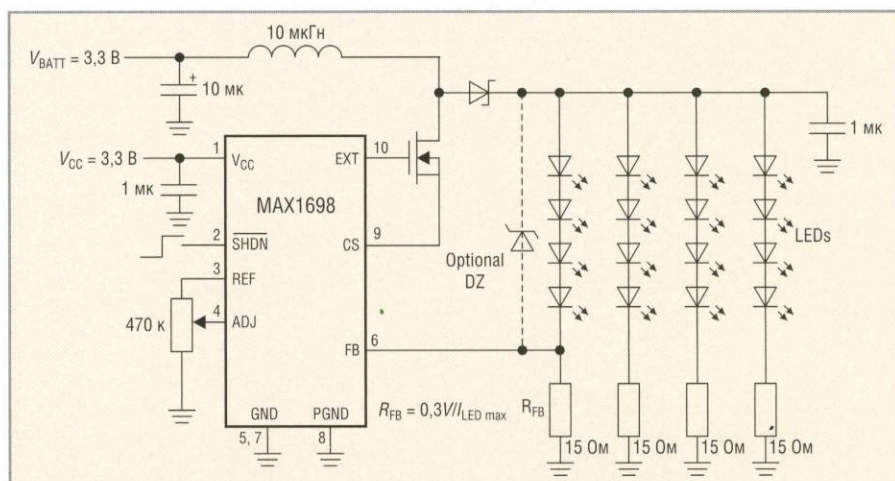 10 мкГн
V_BATT = 3,3 В
+
10 мк
V_CC = 3,3 В
1
V_CC
EXT
10
1 мк
1 мк
MAX1698
2
SHDN
CS
9
Optional
DZ
LEDs
3
REF
470 к
4
ADJ
FB
6
R_FB = 0,3V/I_LED max
R_FB
GND
PGND
5, 7
8
15 Ом
15 Ом
15 Ом
15 Ом